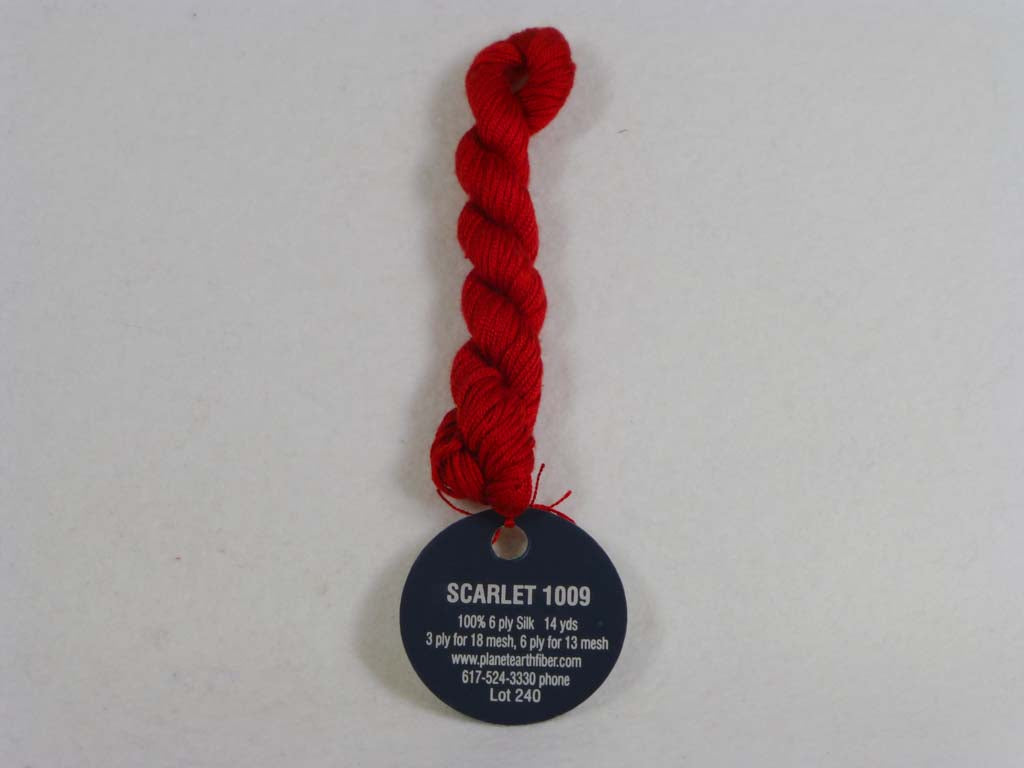 SCARLET 1009
100% 6 ply Silk 14 yds
3 ply for 18 mesh, 6 ply for 13 mesh
www.planetearthfiber.com
617-524-3330 phone
Lot 240